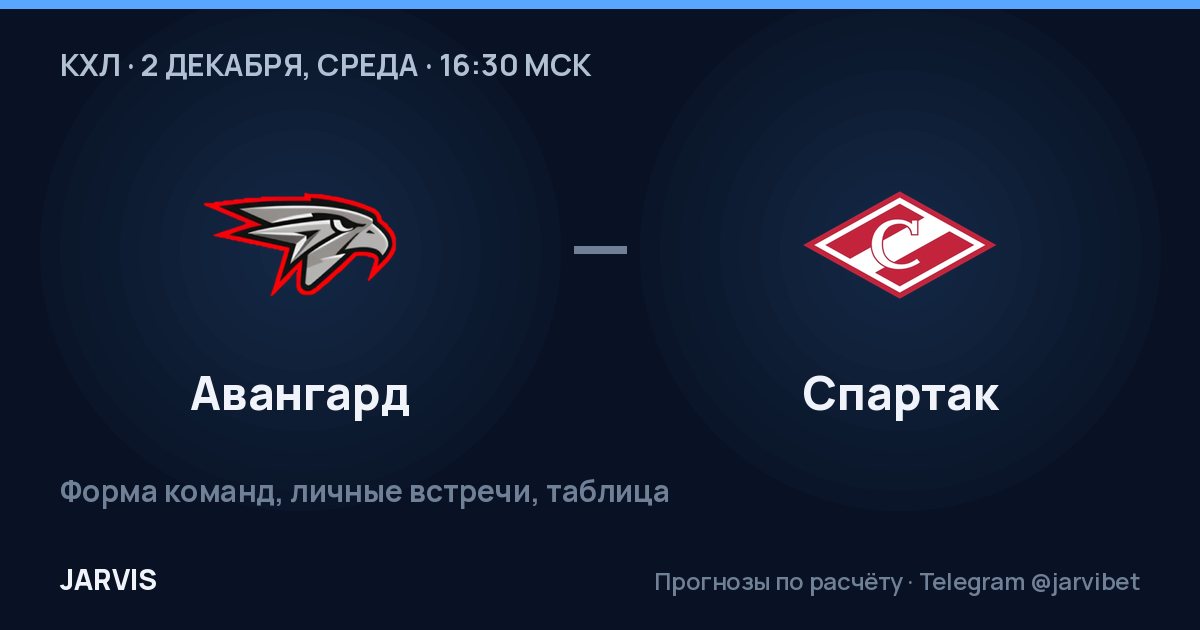 КХЛ · 2 ДЕКАБРЯ, СРЕДА · 16:30 МСК
С
Авангард
Спартак
Форма команд, личные встречи, таблица
JARVIS
Прогнозы по расчёту · Telegram @jarvibet